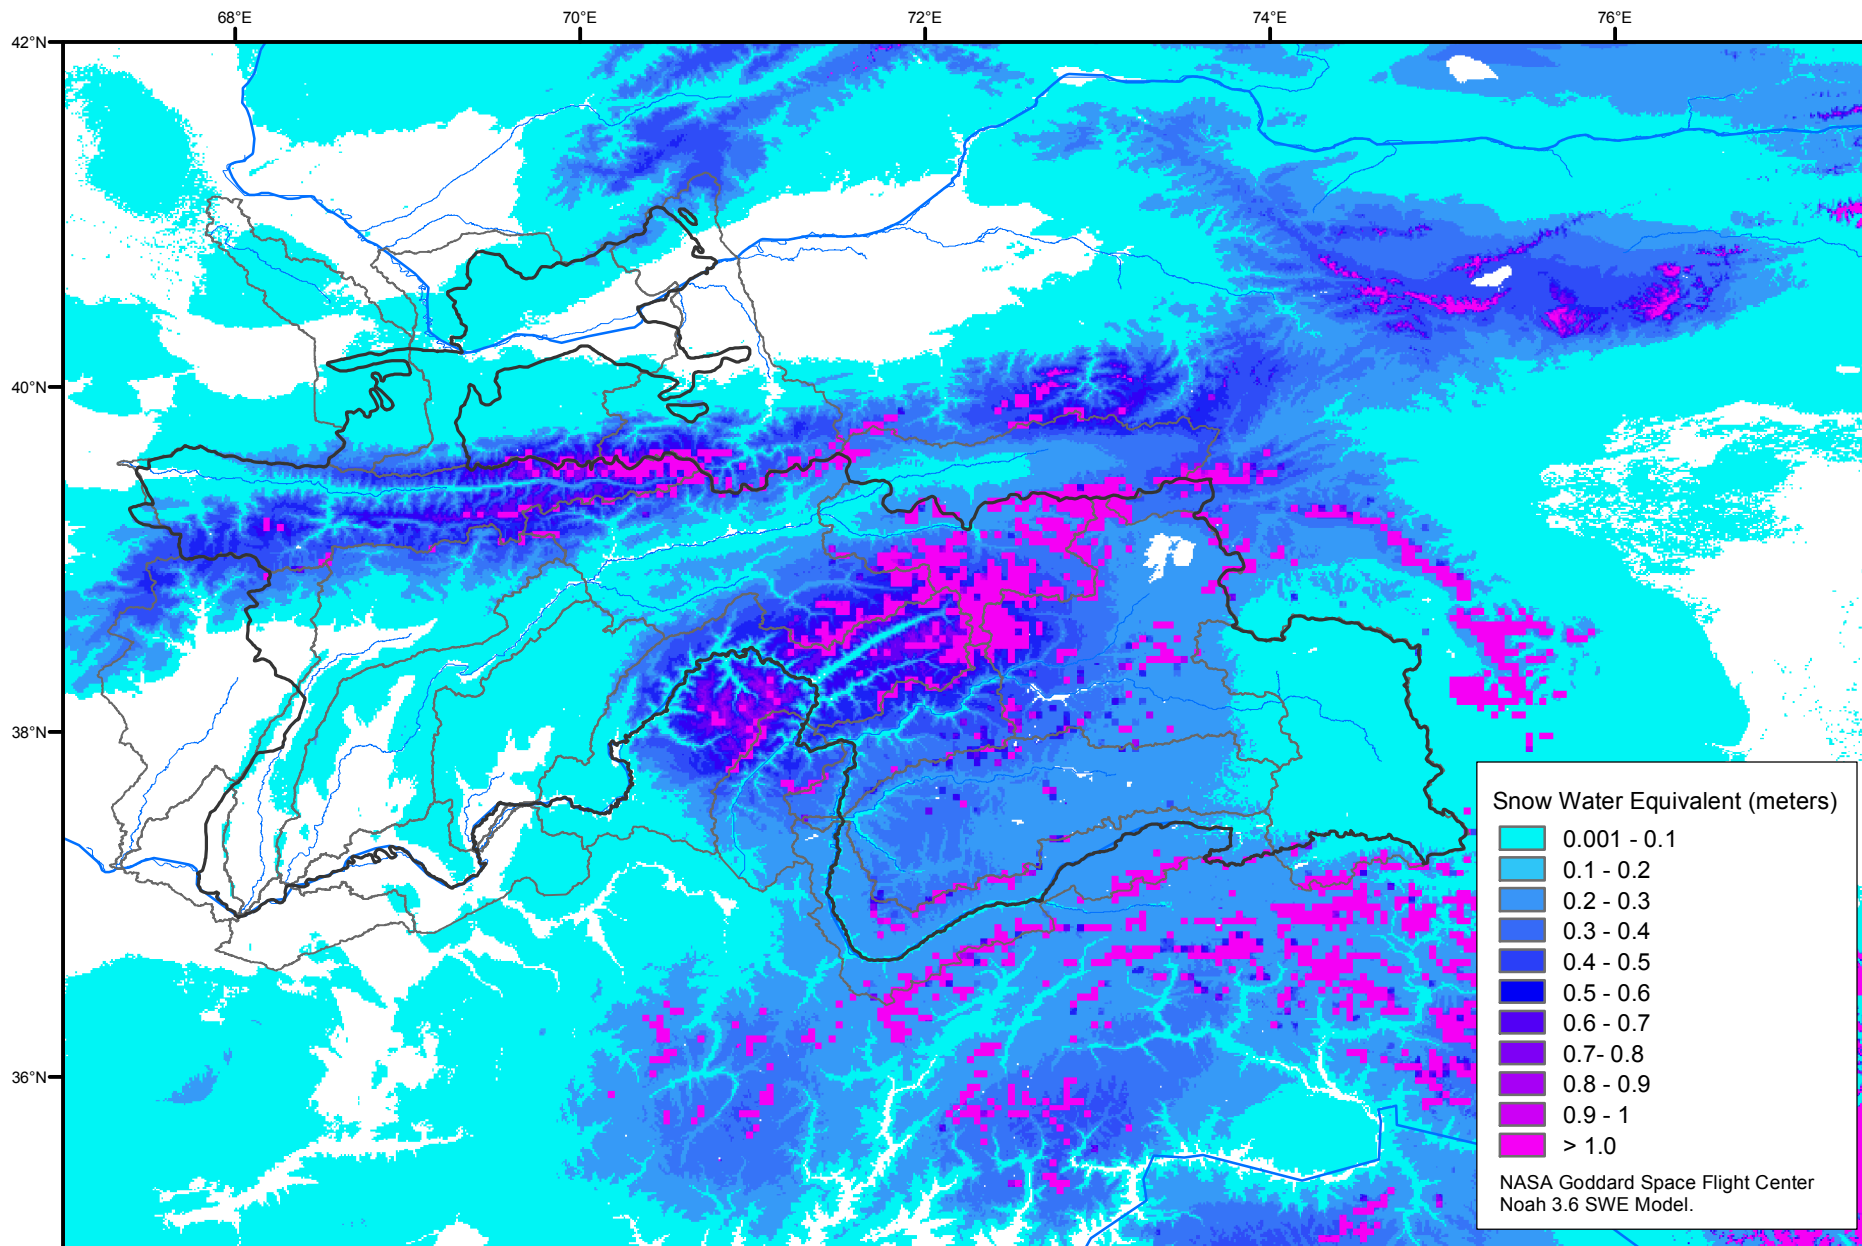 68°E
70°E
72°E
74°E
76°E
42°N
40°N
38°N
36°N
Snow Water Equivalent (meters)
0.001 - 0.1
0.1 - 0.2
0.2 - 0.3
0.3 - 0.4
0.4 - 0.5
0.5 - 0.6
0.6 - 0.7
0.7- 0.8
0.8 - 0.9
0.9 - 1
> 1.0
NASA Goddard Space Flight Center
Noah 3.6 SWE Model.